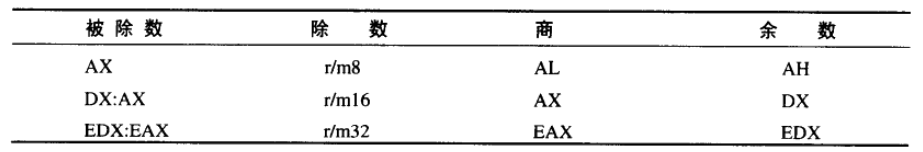 被 除 数 除 数 商 余 数
AX r/m8 AL AH
DX:AX r/m16 AX DX
EDX:EAX r/m32 EAX EDX